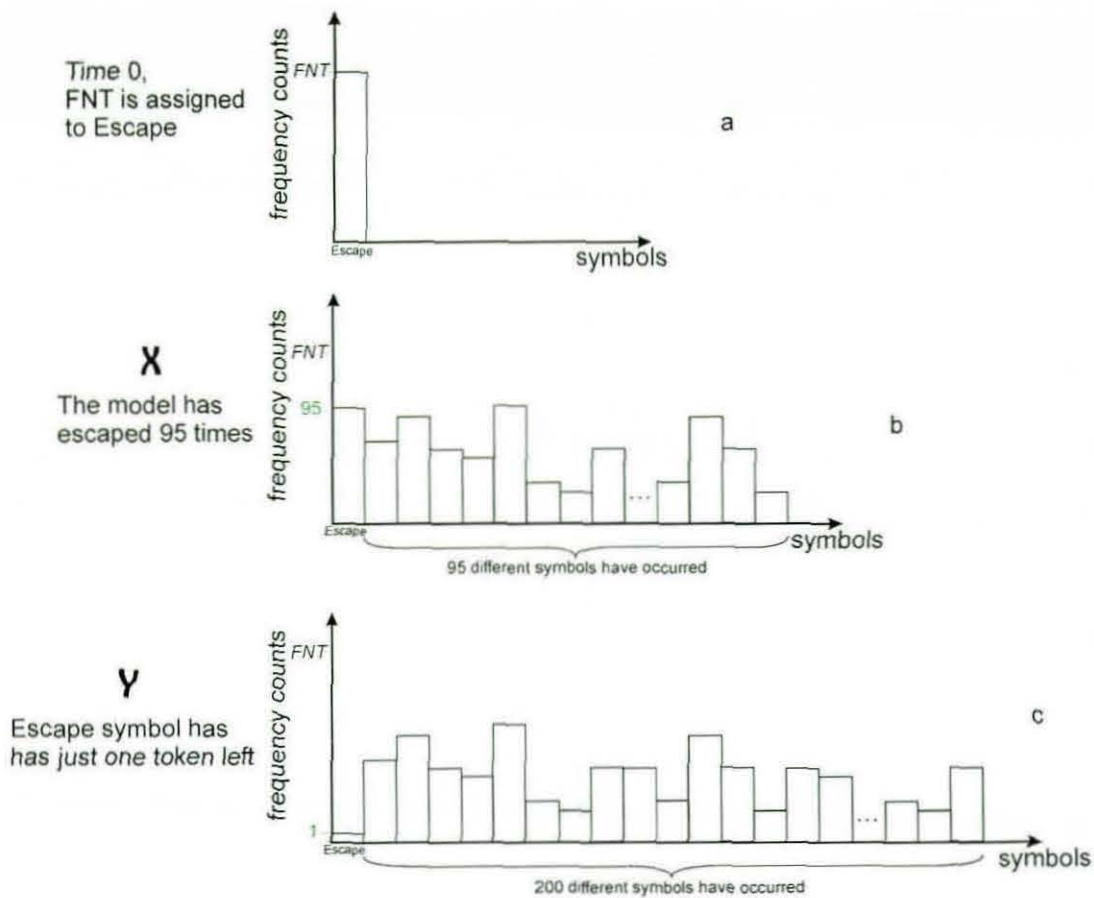 Time 0,
FNT is assigned
to Escape
frequency counts
FNT
a
Escape
symbols
X
The model has
escaped 95 times
frequency counts
FNT
95
b
...
Escape
symbols
95 different symbols have occurred
Y
Escape symbol has
has just one token left
frequency counts
FNT
c
1
...
Escape
symbols
200 different symbols have occurred